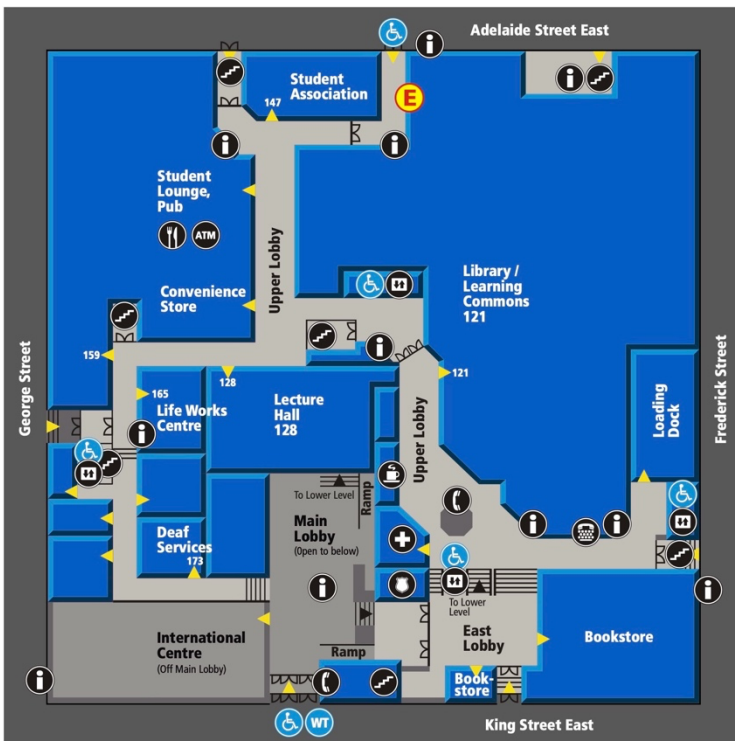 Adelaide Street East
i
i
Student
Association
E
147
i
i
Student
Lounge,
Pub
ATM
Upper Lobby
Library /
Learning
Commons
121
Convenience
Store
i
159
128
121
165
Life Works
Centre
Lecture
Hall
128
George Street
Frederick Street
Loading
Dock
i
Upper Lobby
To Lower Level
Ramp
Main
Lobby
(Open to below)
i
i
Deaf
Services
173
i
i
To Lower
Level
East
Lobby
International
Centre
(Off Main Lobby)
Bookstore
Ramp
Book-
store
i
WT
King Street East